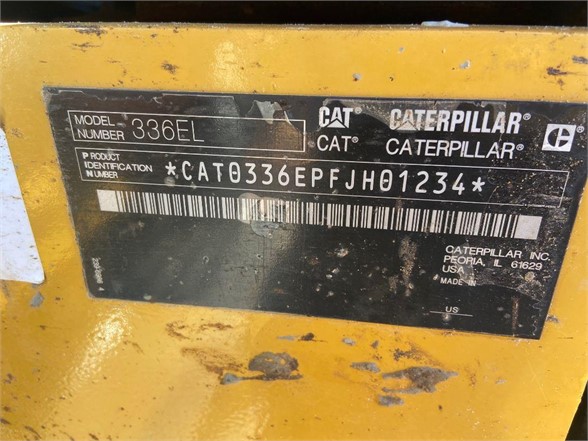 MODEL
NUMBER 336EL
CAT® CATERPILLAR®
CAT® CATERPILLAR® C
PRODUCT
IDENTIFICATION
NUMBER *CAT0336EPFJH01234*
CATERPILLAR INC.
PEORIA, IL 61629
USA
MADE IN
US